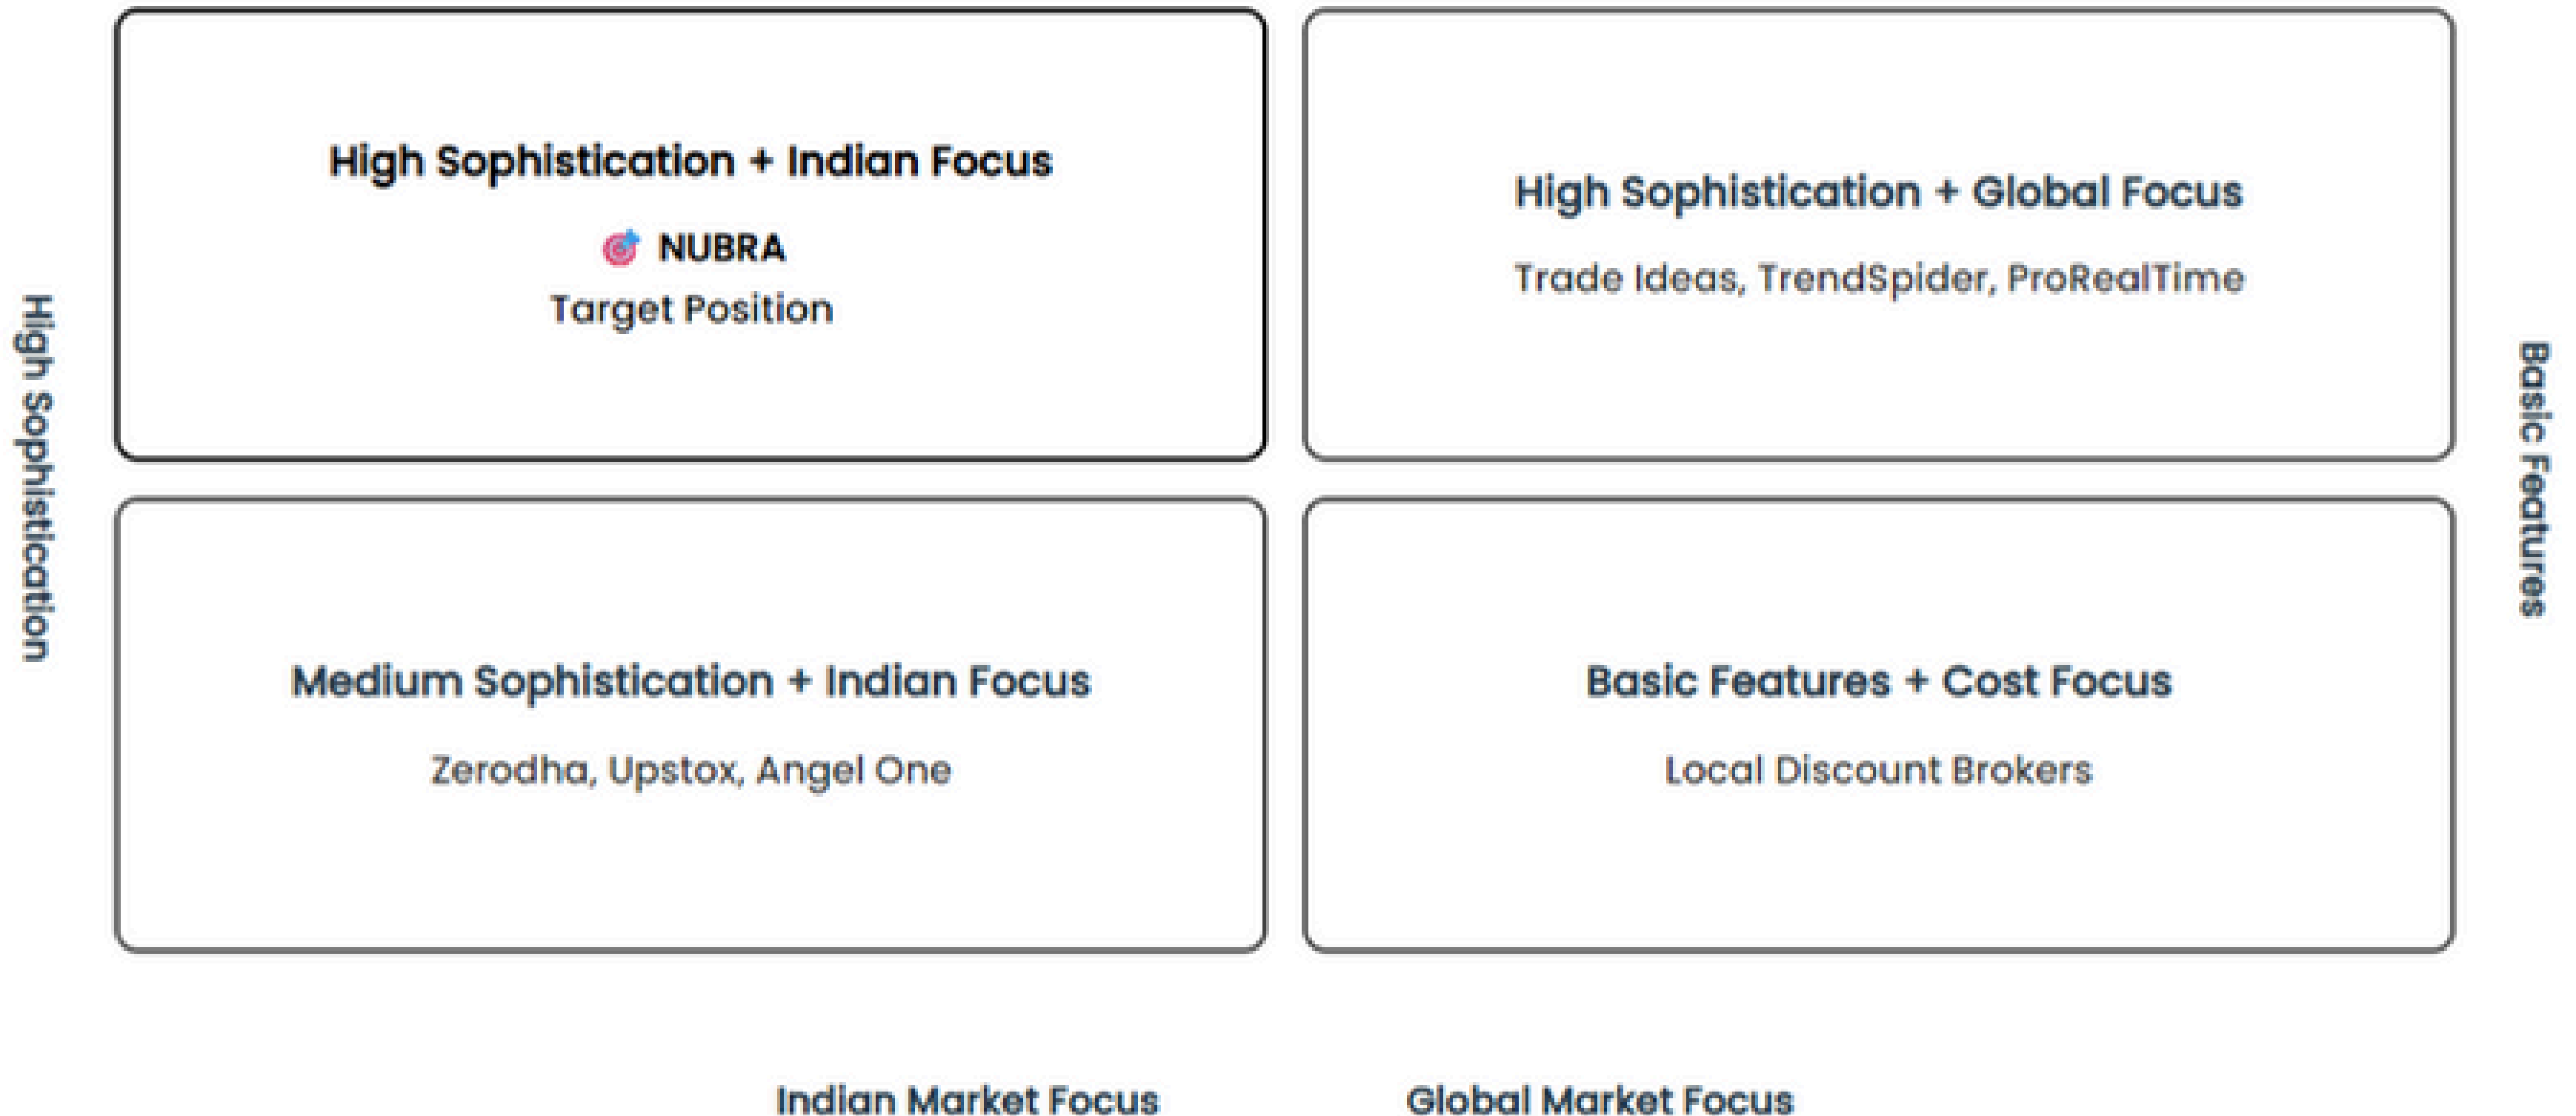 High Sophistication + Indian Focus
🎯 NUBRA
Target Position
High Sophistication + Global Focus
Trade Ideas, TrendSpider, ProRealTime
High Sophistication
Basic Features
Medium Sophistication + Indian Focus
Zerodha, Upstox, Angel One
Basic Features + Cost Focus
Local Discount Brokers
Indian Market Focus
Global Market Focus